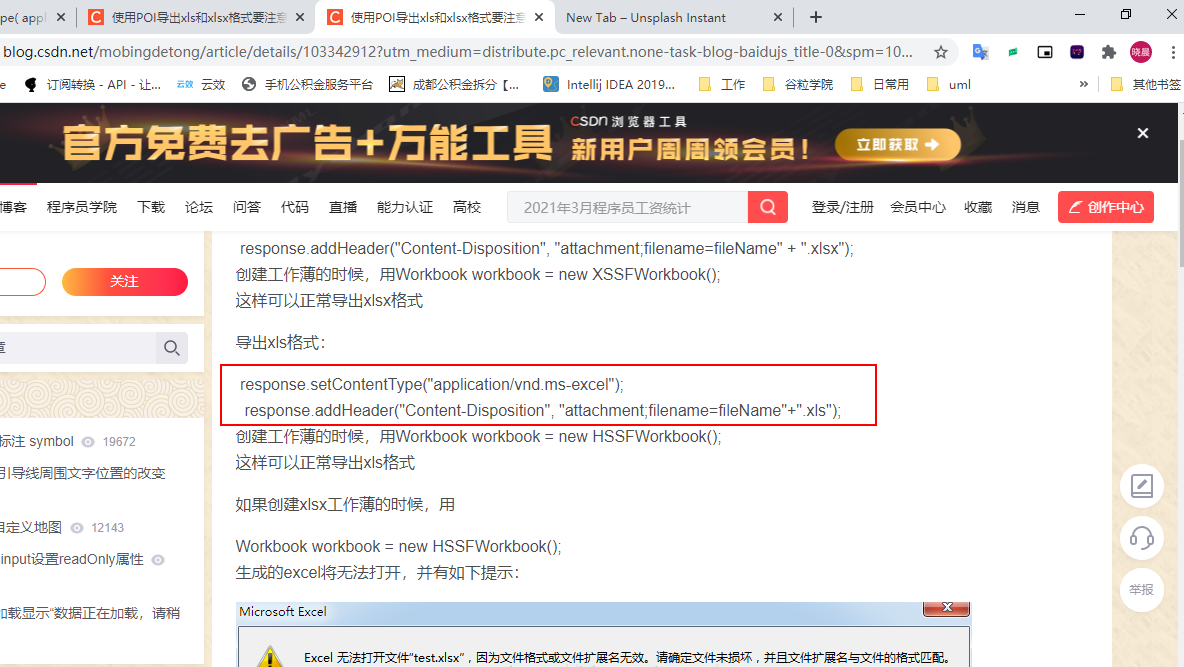 pe( appl
使用POI导出xls和xlsx格式要注意
使用POI导出xls和xlsx格式要注意
New Tab – Unsplash Instant
blog.csdn.net/mobingdetong/article/details/103342912?utm_medium=distribute.pc_relevant.none-task-blog-baidujs_title-0&spm=10...
晓晨
e
订阅转换 - API - 让...
云效 云效
手机公积金服务平台
成都公积金拆分【...
Intellij IDEA 2019...
工作
谷粒学院
日常用
uml
»
其他书签
官方免费去广告+万能工具
CSDN 浏览器工具
新用户周周领会员！
立即获取
博客 程序员学院 下载 论坛 问答 代码 直播 能力认证 高校
2021年3月程序员工资统计
登录/注册 会员中心 收藏 消息
创作中心
response.addHeader("Content-Disposition", "attachment;filename=fileName" + ".xlsx");
创建工作薄的时候，用Workbook workbook = new XSSFWorkbook();
这样可以正常导出xlsx格式
导出xls格式：
response.setContentType("application/vnd.ms-excel");
response.addHeader("Content-Disposition", "attachment;filename=fileName"+".xls");
创建工作薄的时候，用Workbook workbook = new HSSFWorkbook();
这样可以正常导出xls格式
如果创建xlsx工作薄的时候，用
Workbook workbook = new HSSFWorkbook();
生成的excel将无法打开，并有如下提示：
Microsoft Excel
Excel 无法打开文件“test.xlsx”，因为文件格式或文件扩展名无效。请确定文件未损坏，并且文件扩展名与文件的格式匹配。
关注
章
标注 symbol 19672
引导线周围文字位置的改变
自定义地图 12143
input设置readOnly属性
加载显示“数据正在加载，请稍
举报